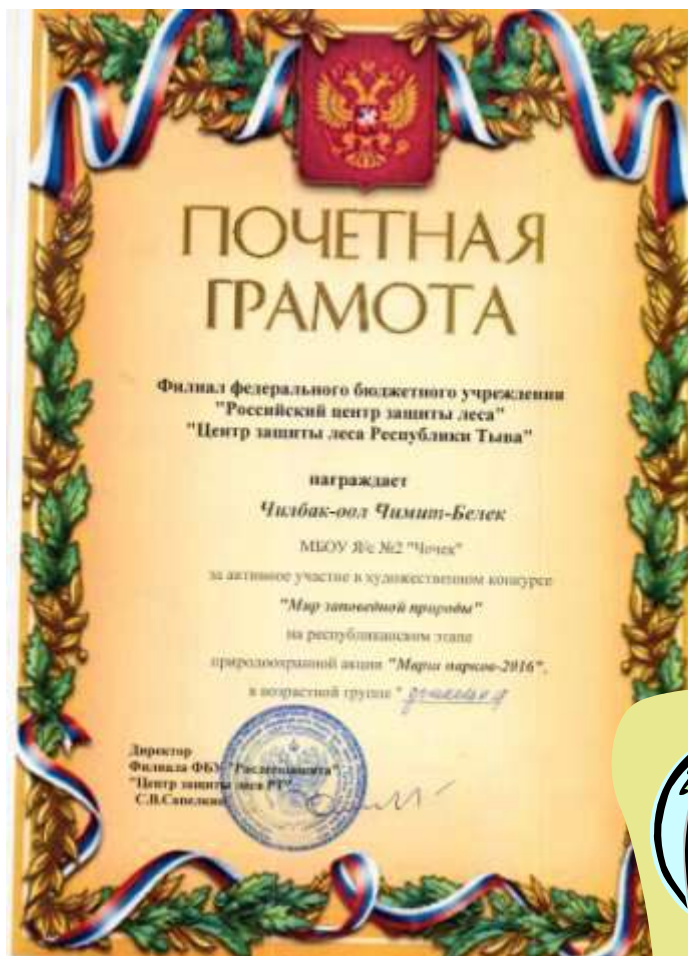 ПОЧЕТНАЯ
ГРАМОТА
Филиал федерального бюджетного учреждения
"Российский центр защиты леса"
"Центр защиты леса Республики Тыва"
награждает
Чилбак-оол Чимит-Белек
МБОУ Я/с №2 "Чочек"
за активное участие в художественном конкурсе
"Мир заповедной природы"
на республиканском этапе
природоохранной акции "Марш парков-2016",
в возрастной группе "
Директор
Филиала ФБУ "Рослесозащита"
"Центр защиты леса РТ"
С.В.Сапелкин